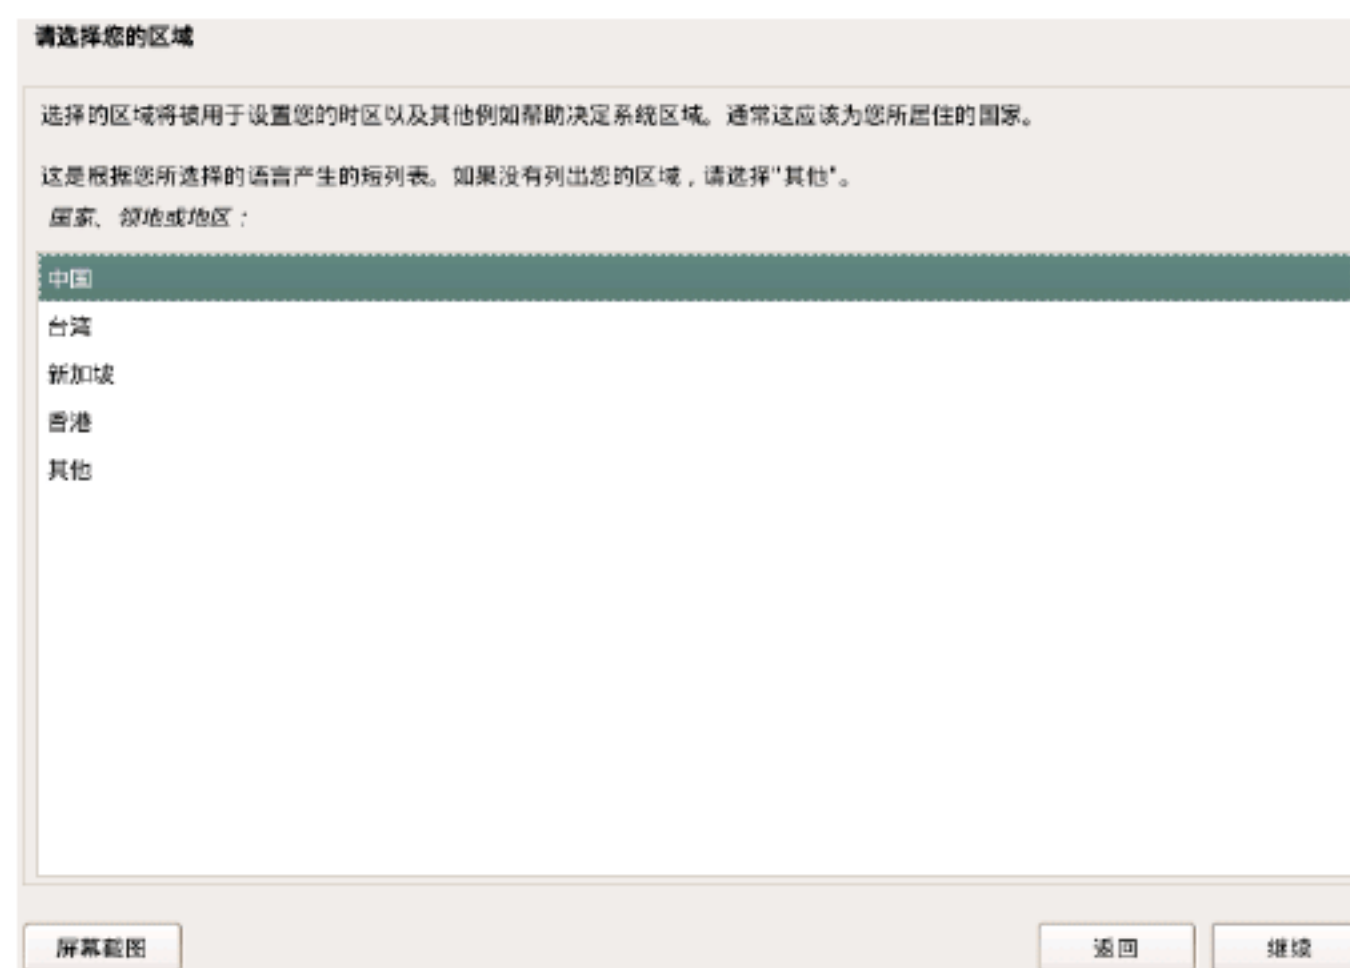 请选择您的区域
选择的区域将被用于设置您的时区以及其他例如帮助决定系统区域。通常这应该为您所居住的国家。
这是根据您所选择的语言产生的短列表。如果没有列出您的区域，请选择"其他"。
国家、领地或地区：
中国
台湾
新加坡
香港
其他
屏幕截图
返回
继续